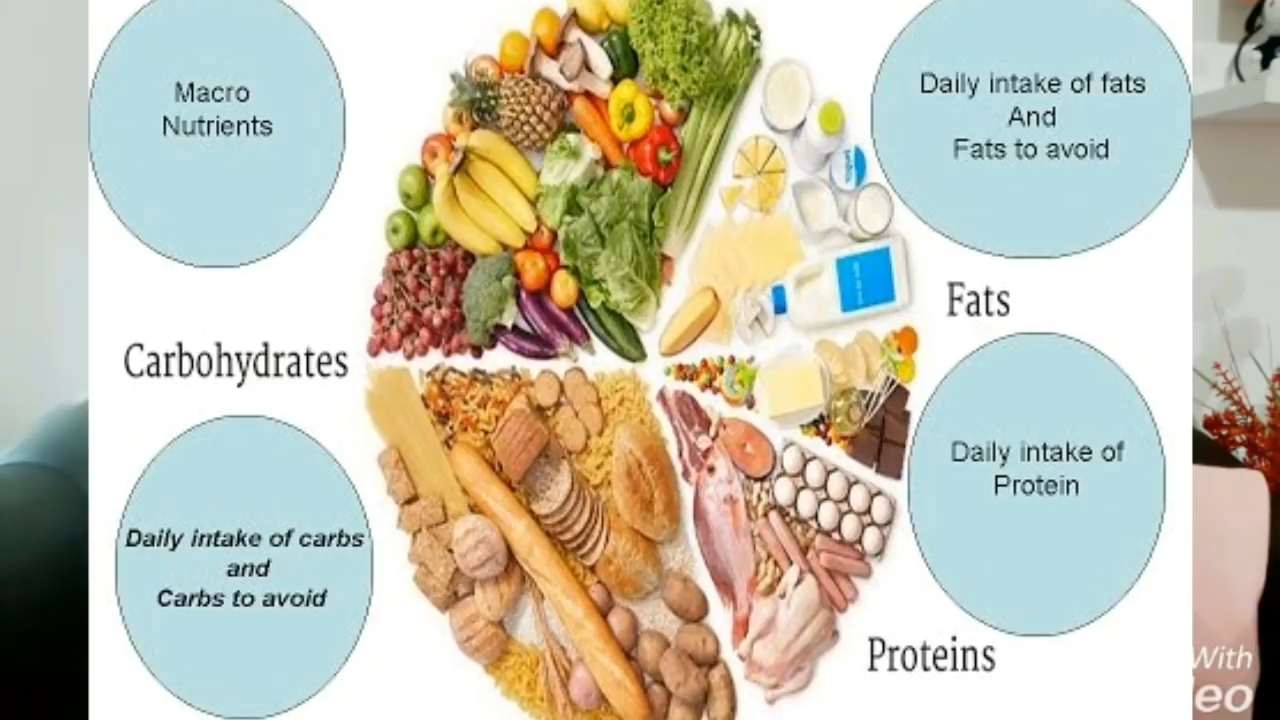 Macro
Nutrients
Daily intake of fats
And
Fats to avoid
Fats
Carbohydrates
Daily intake of
Protein
Daily intake of carbs
and
Carbs to avoid
Proteins
With